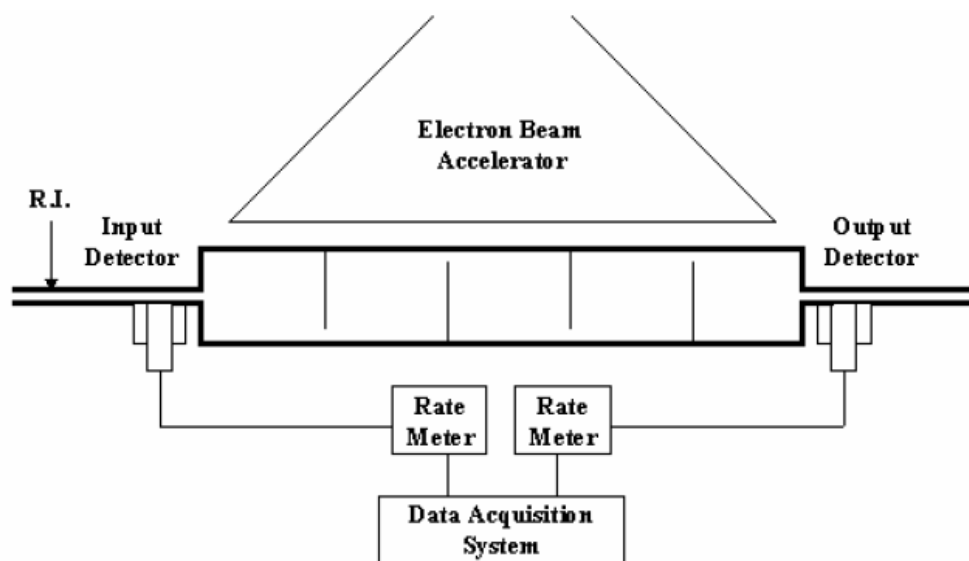 Electron Beam
Accelerator
R.I.
Input
Detector
Output
Detector
Rate
Meter
Rate
Meter
Data Acquisition
System